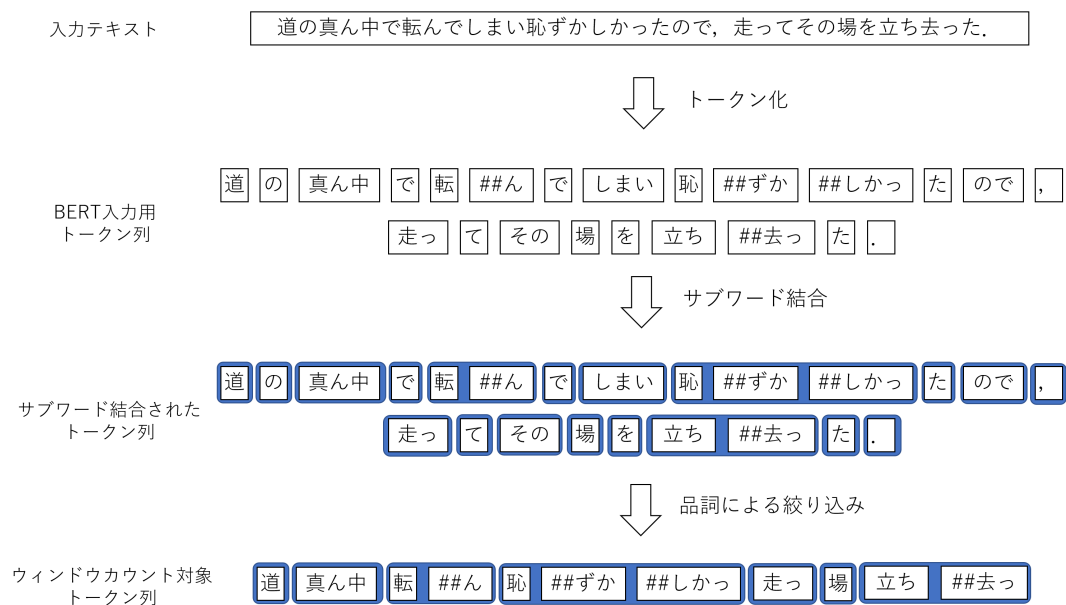 入力テキスト
道の真ん中で転んでしまい恥ずかしかったので，走ってその場を立ち去った．
トークン化
BERT入力用
トークン列
道 の 真ん中 で 転 ##ん で しまい 恥 ##ずか ##しかっ た ので ，
走っ て その 場 を 立ち ##去っ た ．
サブワード結合
サブワード結合された
トークン列
道 の 真ん中 で 転 ##ん で しまい 恥 ##ずか ##しかっ た ので ，
走っ て その 場 を 立ち ##去っ た ．
品詞による絞り込み
ウィンドウカウント対象
トークン列
道 真ん中 転 ##ん 恥 ##ずか ##しかっ 走っ 場 立ち ##去っ